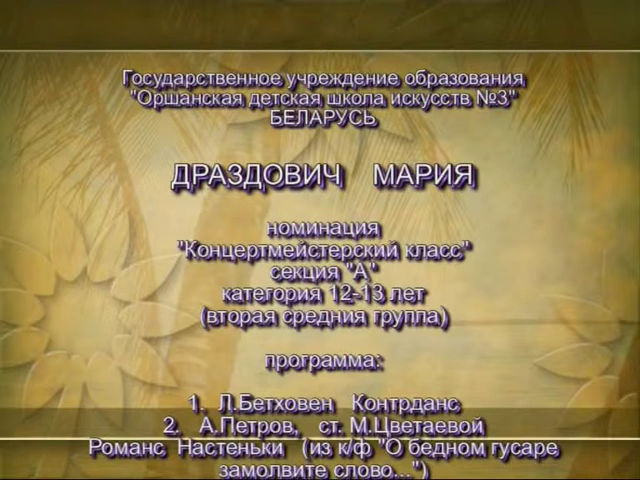 Государственное учреждение образования
"Оршанская детская школа искусств №3"
БЕЛАРУСЬ
ДРАЗДОВИЧ МАРИЯ
номинация
"Концертмейстерский класс"
секция "А"
категория 12-13 лет
(вторая средния группа)
программа:
1. Л.Бетховен Контрданс
2. А.Петров, ст. М.Цветаевой
Романс Настеньки (из к/ф "О бедном гусаре
замолвите слово...")